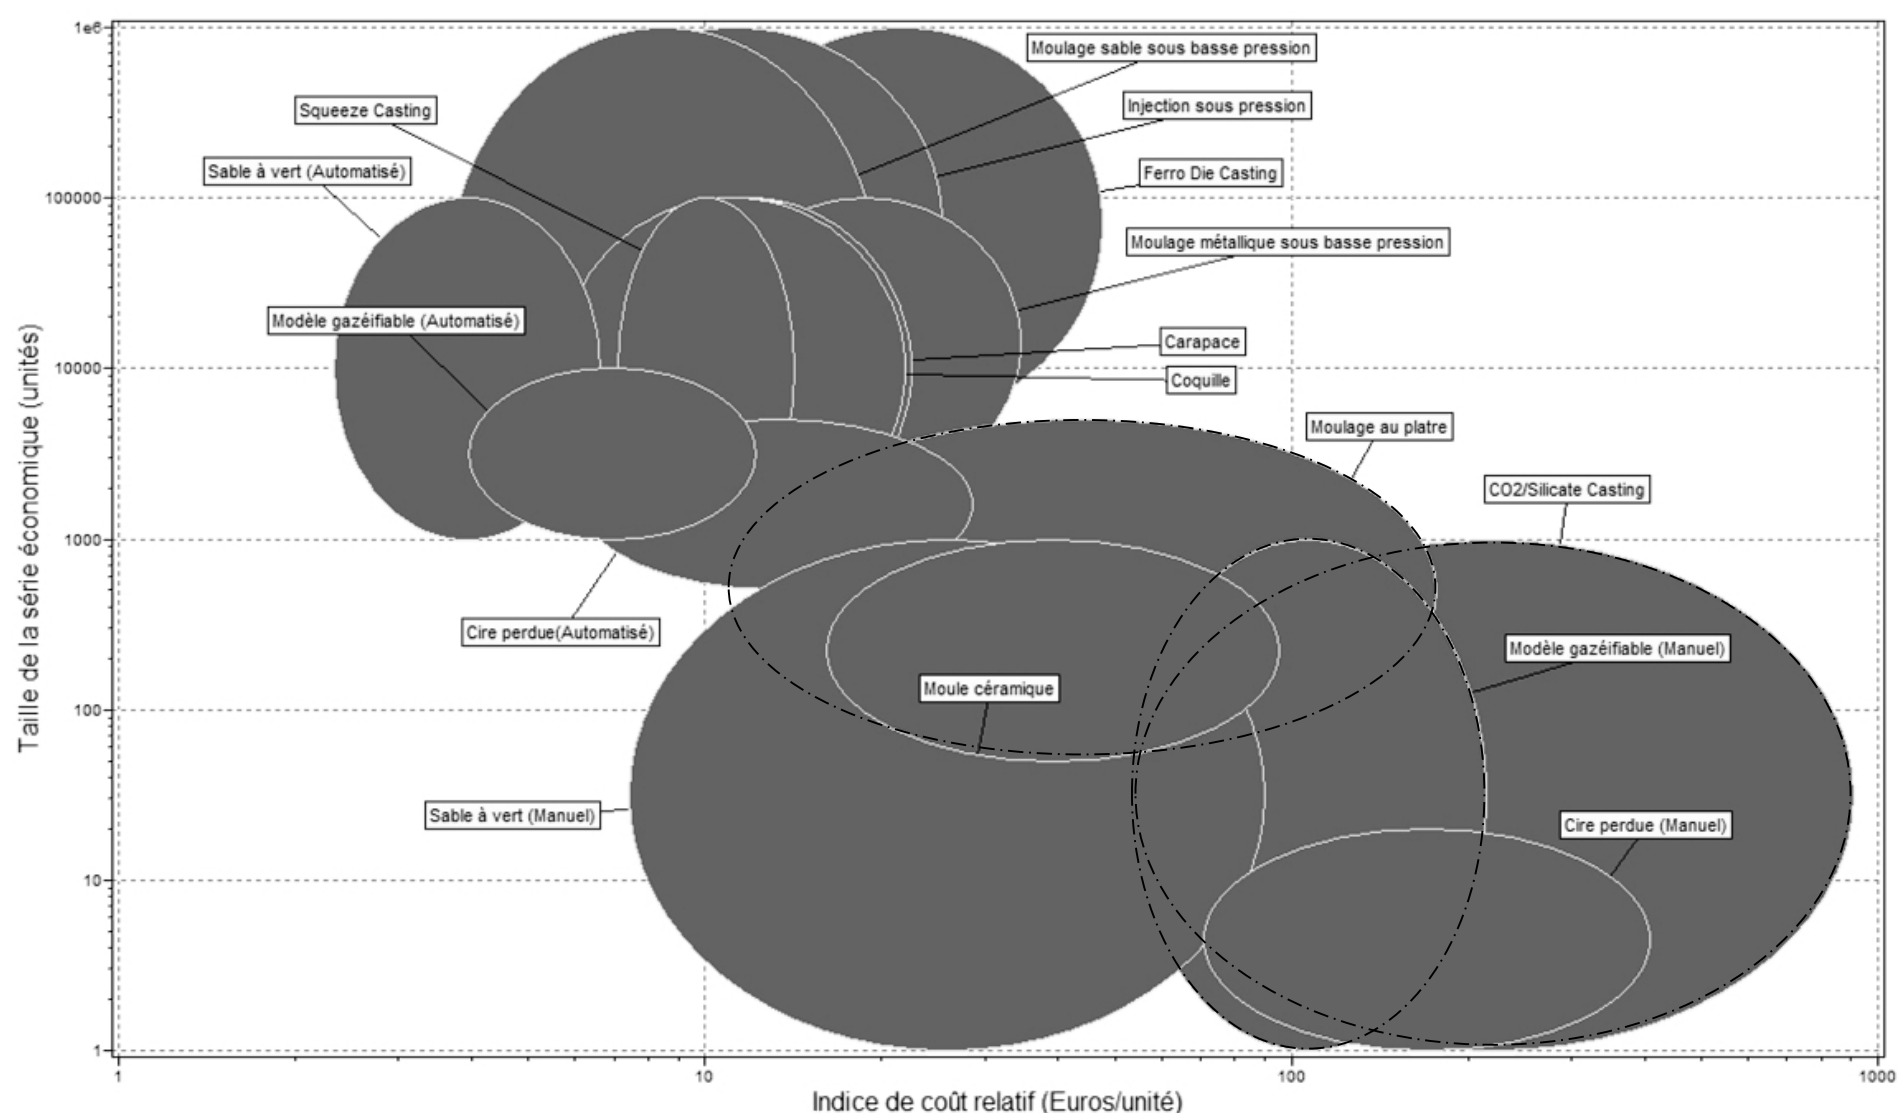 1e6
Moulage sable sous basse pression
Squeeze Casting
Injection sous pression
Sable à vert (Automatisé)
Ferro Die Casting
100000
Moulage métallique sous basse pression
Modèle gazéifiable (Automatisé)
Carapace
10000
Coquille
Moulage au platre
CO2/Silicate Casting
1000
Cire perdue(Automatisé)
Modèle gazéifiable (Manuel)
Moule céramique
100
Sable à vert (Manuel)
Cire perdue (Manuel)
10
1
Taille de la série économique (unités)
1
10
100
1000
Indice de coût relatif (Euros/unité)